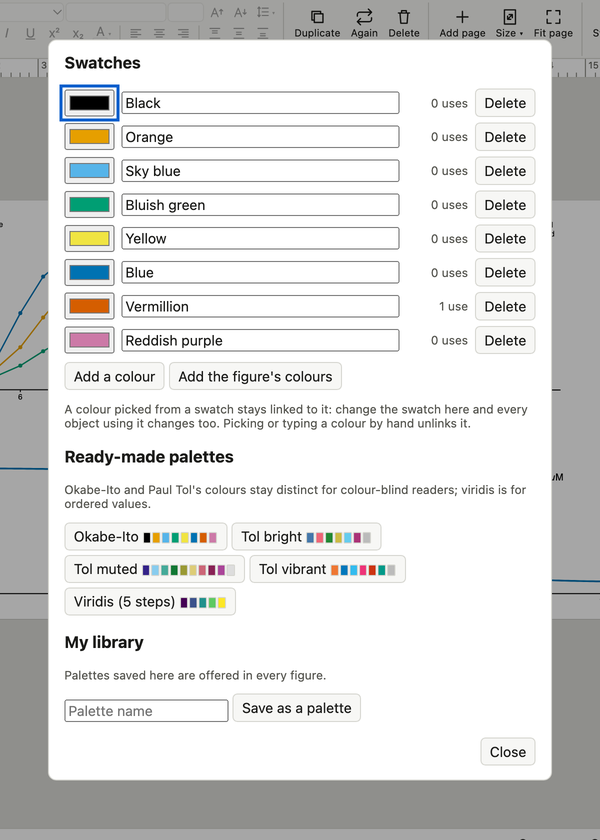 A A
I U x² x₂ A
Duplicate Again Delete Add page Size Fit page
3
15
Swatches
Black 0 uses Delete
Orange 0 uses Delete
Sky blue 0 uses Delete
Bluish green 0 uses Delete
Yellow 0 uses Delete
Blue 0 uses Delete
Vermillion 1 use Delete
Reddish purple 0 uses Delete
Add a colour Add the figure's colours
6
A colour picked from a swatch stays linked to it: change the swatch here and every
object using it changes too. Picking or typing a colour by hand unlinks it.
Ready-made palettes
Okabe-Ito and Paul Tol's colours stay distinct for colour-blind readers; viridis is for
ordered values.
Okabe-Ito Tol bright
Tol muted Tol vibrant
Viridis (5 steps)
My library
Palettes saved here are offered in every figure.
Palette name Save as a palette
Close